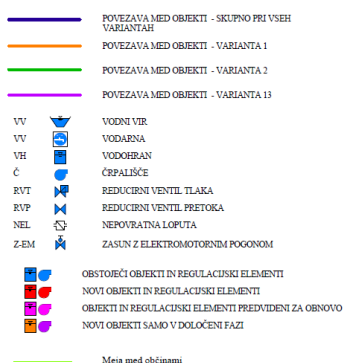 POVEZAVA MED OBJEKTI - SKUPNO PRI VSEH
VARIANTAH
POVEZAVA MED OBJEKTI - VARIANTA 1
POVEZAVA MED OBJEKTI - VARIANTA 2
POVEZAVA MED OBJEKTI - VARIANTA 13
VV VODNI VIR
VV VODARNA
VH VODOHRAN
Č ČRPALIŠČE
RVT REDUCIRNI VENTIL TLAKA
RVP REDUCIRNI VENTIL PRETOKA
NEL NEPOVRATNA LOPUTA
Z-EM ZASUN Z ELEKTROMOTORNIM POGONOM
OBSTOJEČI OBJEKTI IN REGULACIJSKI ELEMENTI
NOVI OBJEKTI IN REGULACIJSKI ELEMENTI
OBJEKTI IN REGULACIJSKI ELEMENTI PREDVIDENI ZA OBNOVO
NOVI OBJEKTI SAMO V DOLOČENI FAZI
Meja med občinami